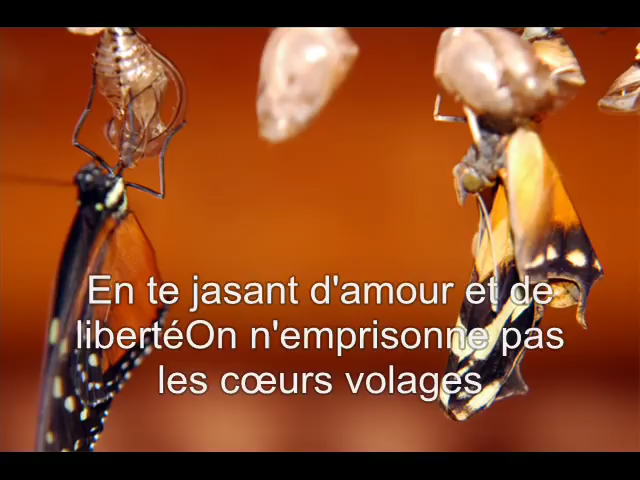 En te jasant d'amour et de
libertéOn n'emprisonne pas
les cœurs volages